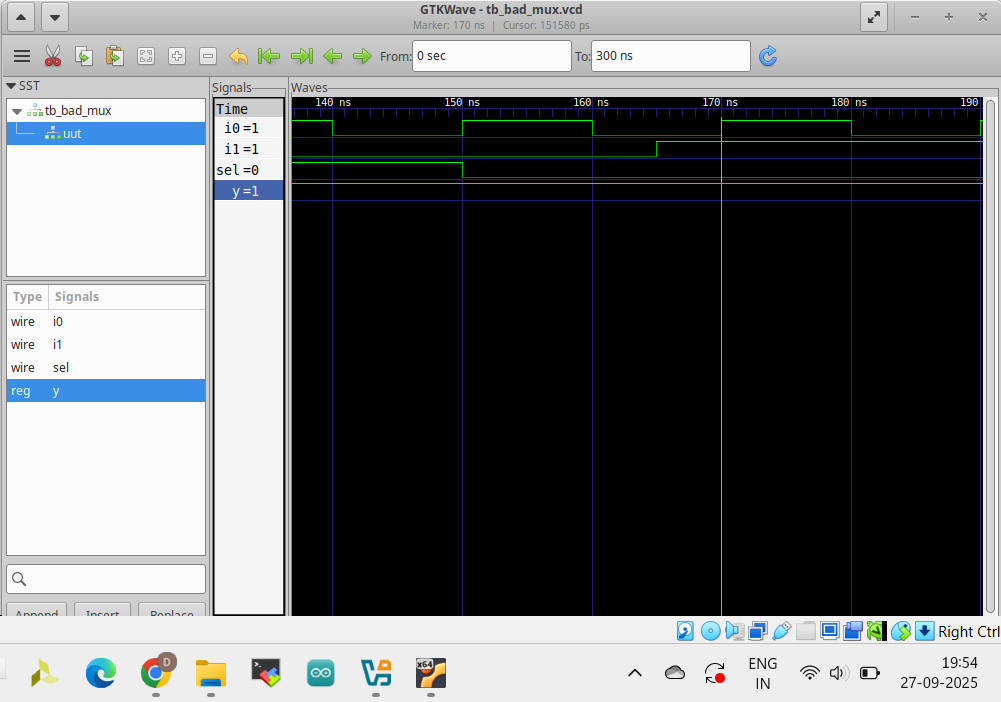 GTKWave - tb_bad_mux.vcd
Marker: 170 ns | Cursor: 151580 ps
From: 0 sec To: 300 ns
SST
tb_bad_mux
uut
Type Signals
wire i0
wire i1
wire sel
reg y
Append Insert Replace
Signals
Time
i0 =1
i1 =1
sel =0
y =1
Waves
140 ns 150 ns 160 ns 170 ns 180 ns 190
Right Ctrl
D
X64
ENG
IN
19:54
27-09-2025